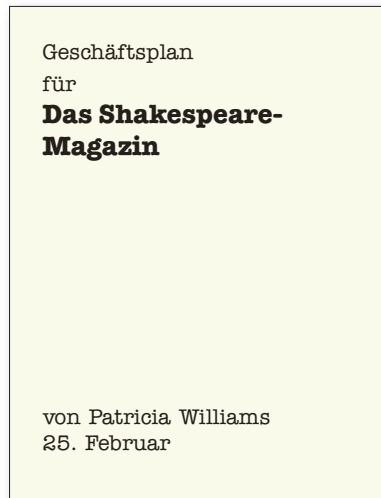 Geschäftsplan
für
Das Shakespeare-
Magazin
von Patricia Williams
25. Februar